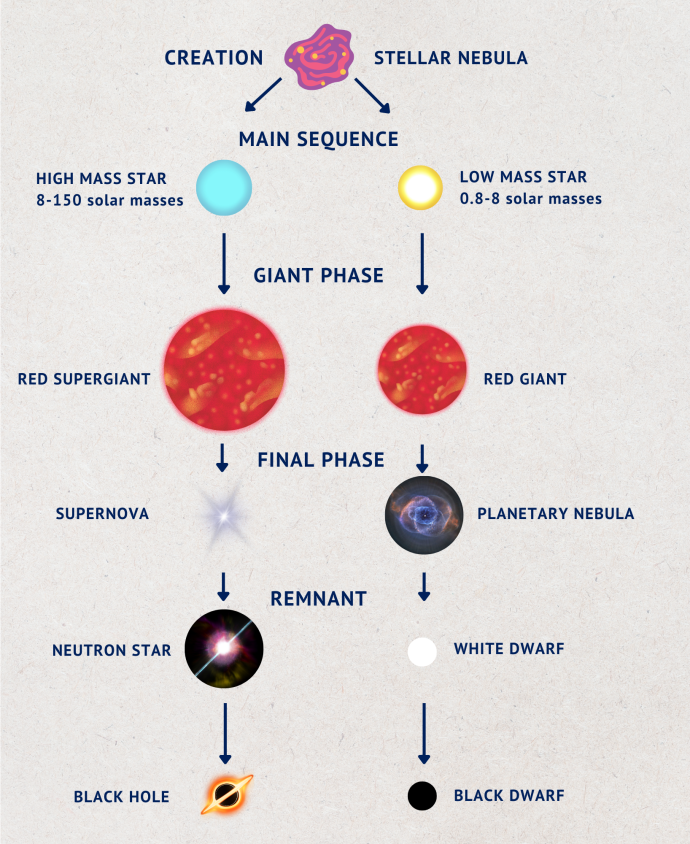 CREATION
STELLAR NEBULA
MAIN SEQUENCE
HIGH MASS STAR
8-150 solar masses
LOW MASS STAR
0.8-8 solar masses
GIANT PHASE
RED SUPERGIANT
RED GIANT
FINAL PHASE
SUPERNOVA
PLANETARY NEBULA
REMNANT
NEUTRON STAR
WHITE DWARF
BLACK HOLE
BLACK DWARF